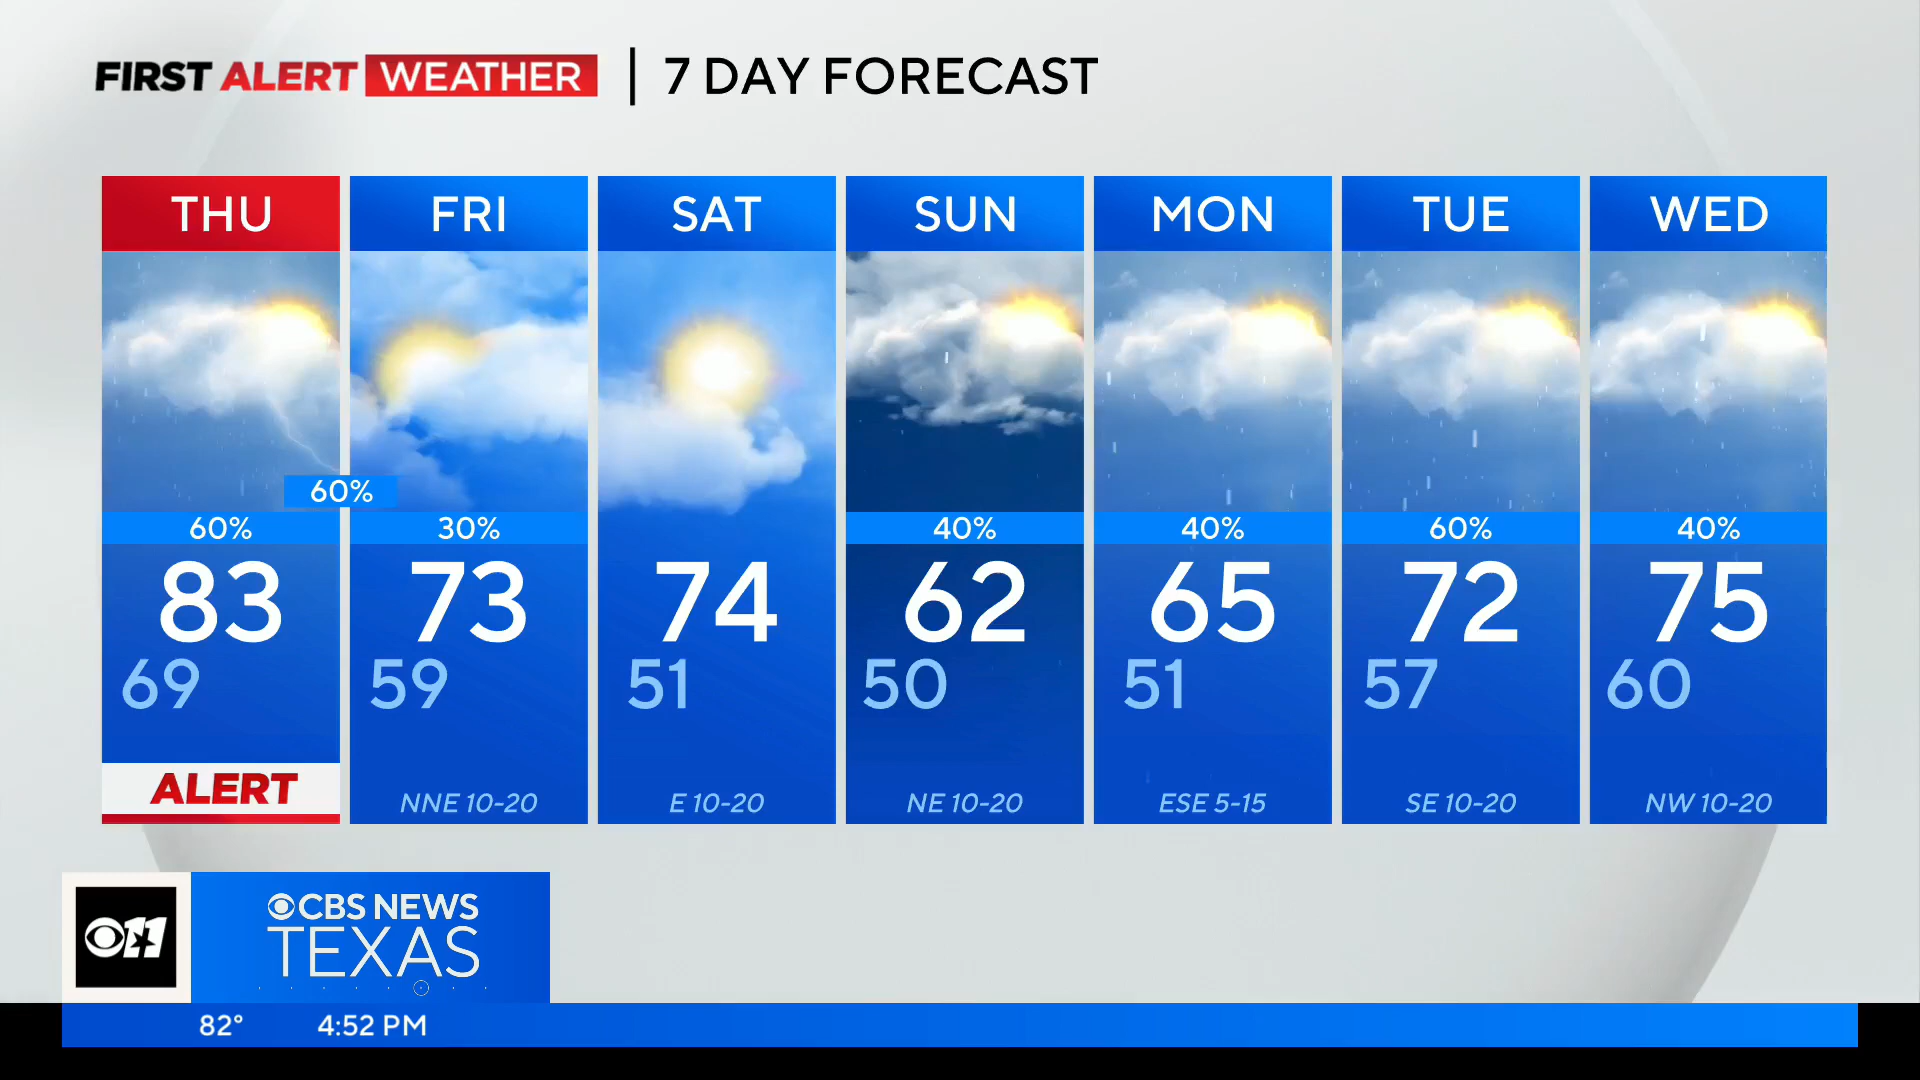 FIRST ALERT WEATHER | 7 DAY FORECAST
THU FRI SAT SUN MON TUE WED
60%
60% 30% 40% 40% 60% 40%
83 73 74 62 65 72 75
69 59 51 50 51 57 60
ALERT NNE 10-20 E 10-20 NE 10-20 ESE 5-15 SE 10-20 NW 10-20
CBS NEWS
11 TEXAS
82° 4:52 PM